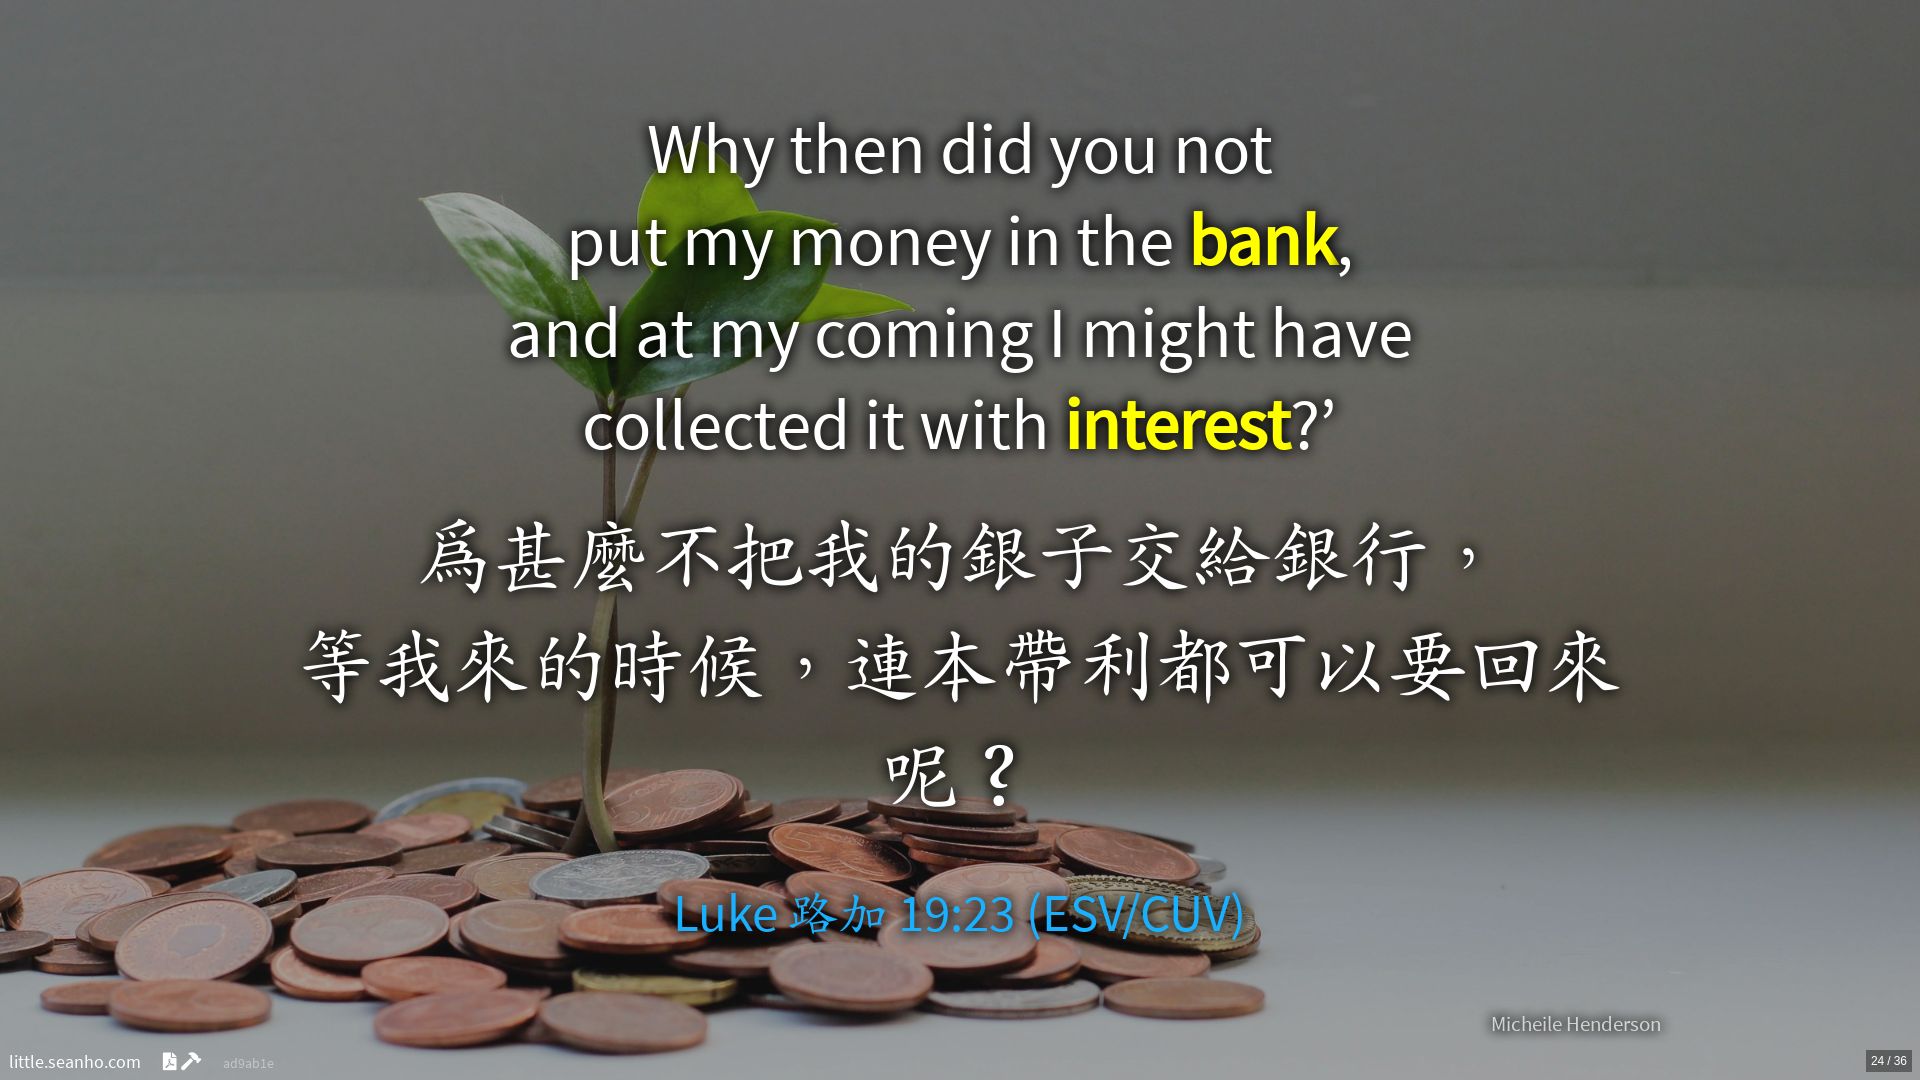 Why then did you not
put my money in the bank,
and at my coming I might have
collected it with interest?’
爲甚麼不把我的銀子交給銀行，
等我來的時候，連本帶利都可以要回來
呢？
Luke 路加 19:23 (ESV/CUV)
Micheile Henderson
little.seanho.com ad9ab1e
24 / 36